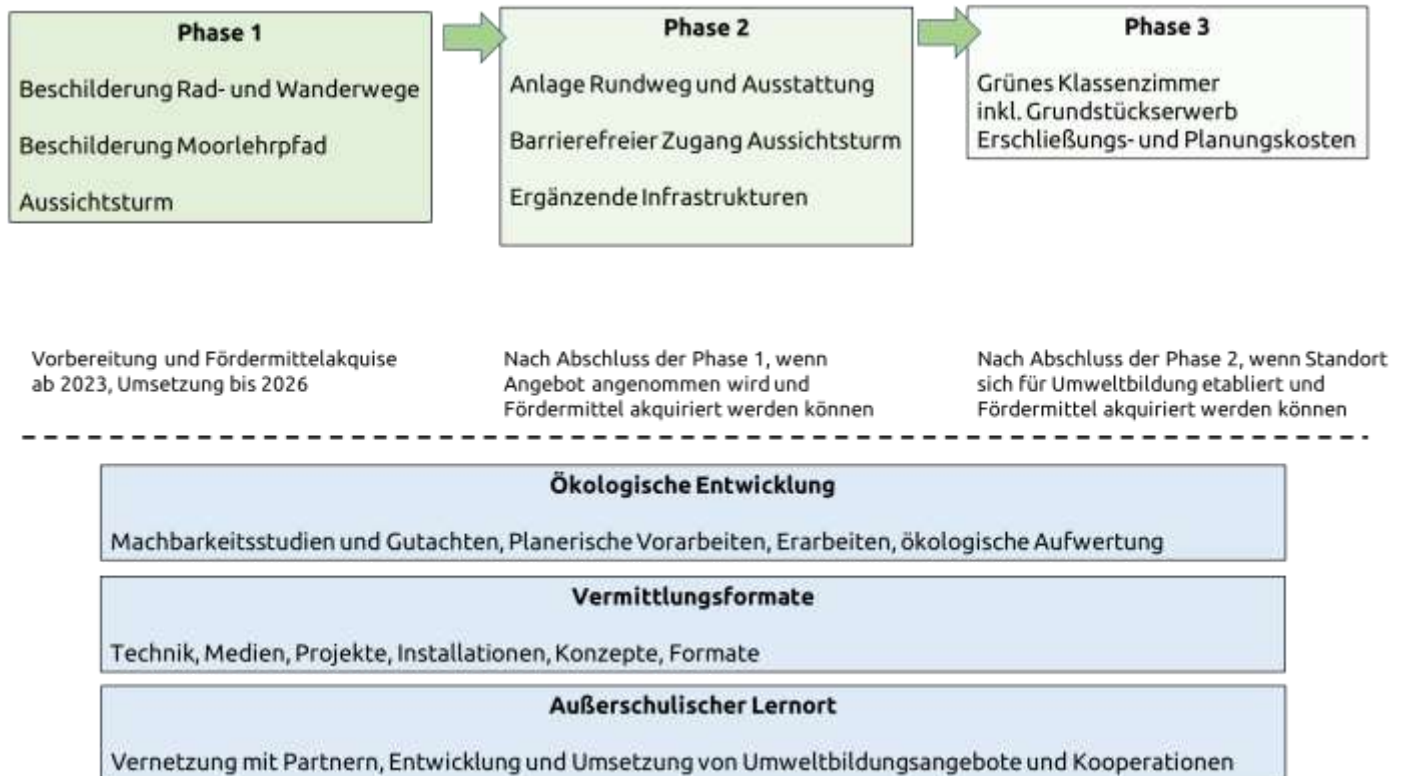 Phase 1
Beschilderung Rad- und Wanderwege
Beschilderung Moorlehrpfad
Aussichtsturm
Phase 2
Anlage Rundweg und Ausstattung
Barrierefreier Zugang Aussichtsturm
Ergänzende Infrastrukturen
Phase 3
Grünes Klassenzimmer
inkl. Grundstückserwerb
Erschließungs- und Planungskosten
Vorbereitung und Fördermittelakquise
ab 2023, Umsetzung bis 2026
Nach Abschluss der Phase 1, wenn
Angebot angenommen wird und
Fördermittel akquiriert werden können
Nach Abschluss der Phase 2, wenn Standort
sich für Umweltbildung etabliert und
Fördermittel akquiriert werden können
Ökologische Entwicklung
Machbarkeitsstudien und Gutachten, Planerische Vorarbeiten, Erarbeiten, ökologische Aufwertung
Vermittlungsformate
Technik, Medien, Projekte, Installationen, Konzepte, Formate
Außerschulischer Lernort
Vernetzung mit Partnern, Entwicklung und Umsetzung von Umweltbildungsangebote und Kooperationen